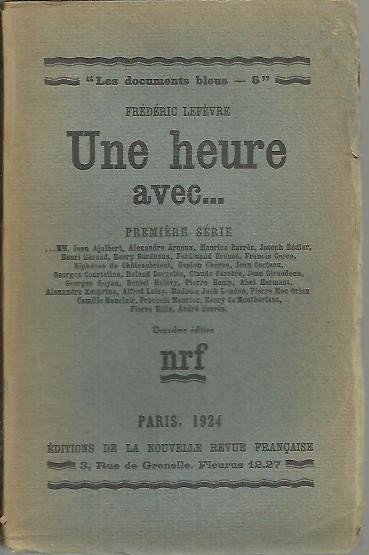 "Les documents bleus — 5"
FRÉDÉRIC LEFÈVRE
Une heure
avec...
PREMIÈRE SÉRIE
...MM. Jean Ajalbert, Alexandre Arnoux, Maurice Barrès, Joseph Bédier,
Henri Béraud, Henry Bordeaux, Ferdinand Brunot, Francis Carco,
Alphonse de Châteaubriant, Gaston Chérau, Jean Cocteau,
Georges Courteline, Roland Dorgelès, Claude Farrère, Jean Giraudoux,
Georges Goyau, Daniel Halévy, Pierre Hamp, Abel Hermant,
Alexandre Kouprine, Alfred Loisy, Madame Jack London, Pierre Mac Orlan
Camille Mauclair, François Mauriac, Henry de Montherlant,
Pierre Mille, André Suarès.
Deuxième édition
nrf
PARIS, 1924
ÉDITIONS DE LA NOUVELLE REVUE FRANÇAISE
3, Rue de Grenelle. Fleurus 12.27